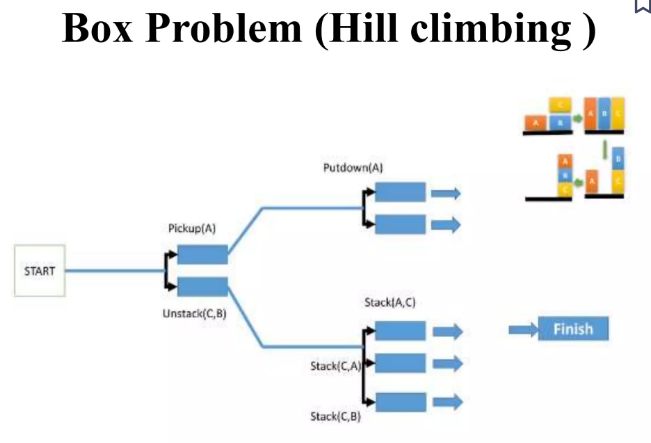 Box Problem (Hill climbing )
C
A B
A B C
Putdown(A)
A
B
C
B
A C
Pickup(A)
START
Unstack(C,B)
Stack(A,C)
Finish
Stack(C,A)
Stack(C,B)